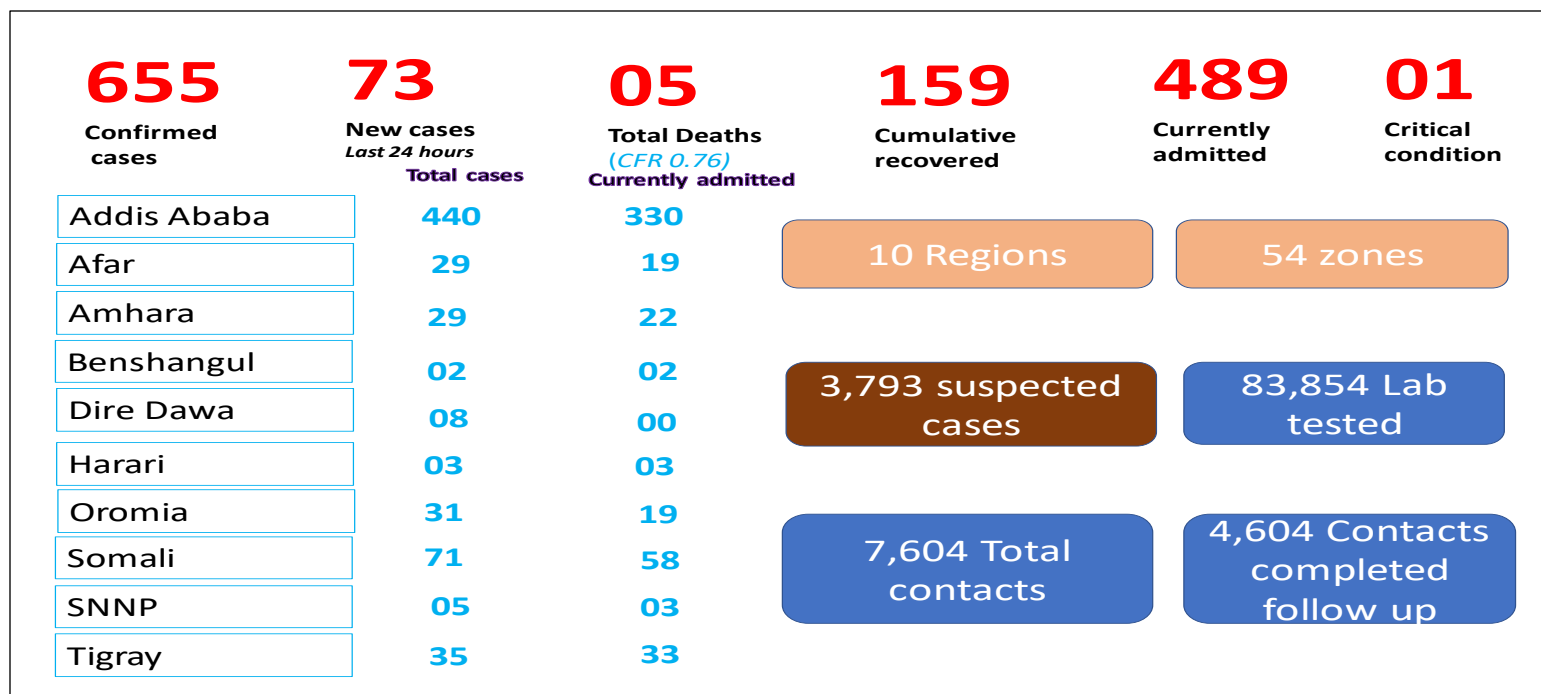 655
Confirmed
cases
73
New cases
Last 24 hours
05
Total Deaths
(CFR 0.76)
159
Cumulative
recovered
489
Currently
admitted
01
Critical
condition
Total cases
Currently admitted
Addis Ababa 440 330
Afar 29 19
Amhara 29 22
Benshangul 02 02
Dire Dawa 08 00
Harari 03 03
Oromia 31 19
Somali 71 58
SNNP 05 03
Tigray 35 33
10 Regions
54 zones
3,793 suspected
cases
83,854 Lab
tested
7,604 Total
contacts
4,604 Contacts
completed
follow up